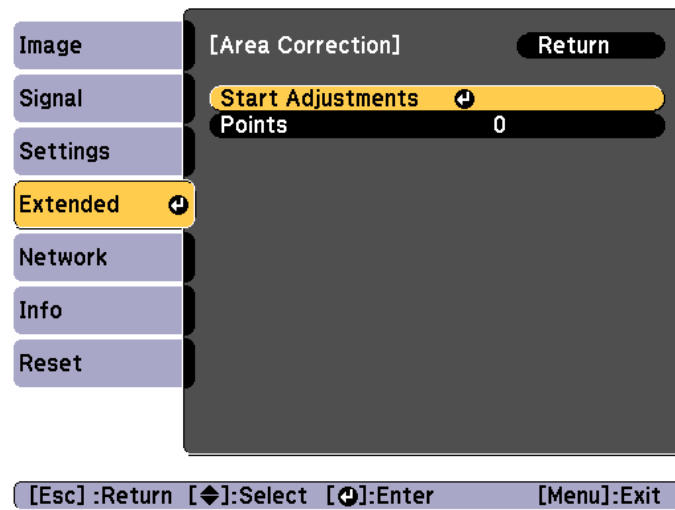 Image
Signal
Settings
Extended
Network
Info
Reset
[Area Correction] Return
Start Adjustments
Points 0
[Esc] :Return [◆]:Select [↵]:Enter [Menu]:Exit